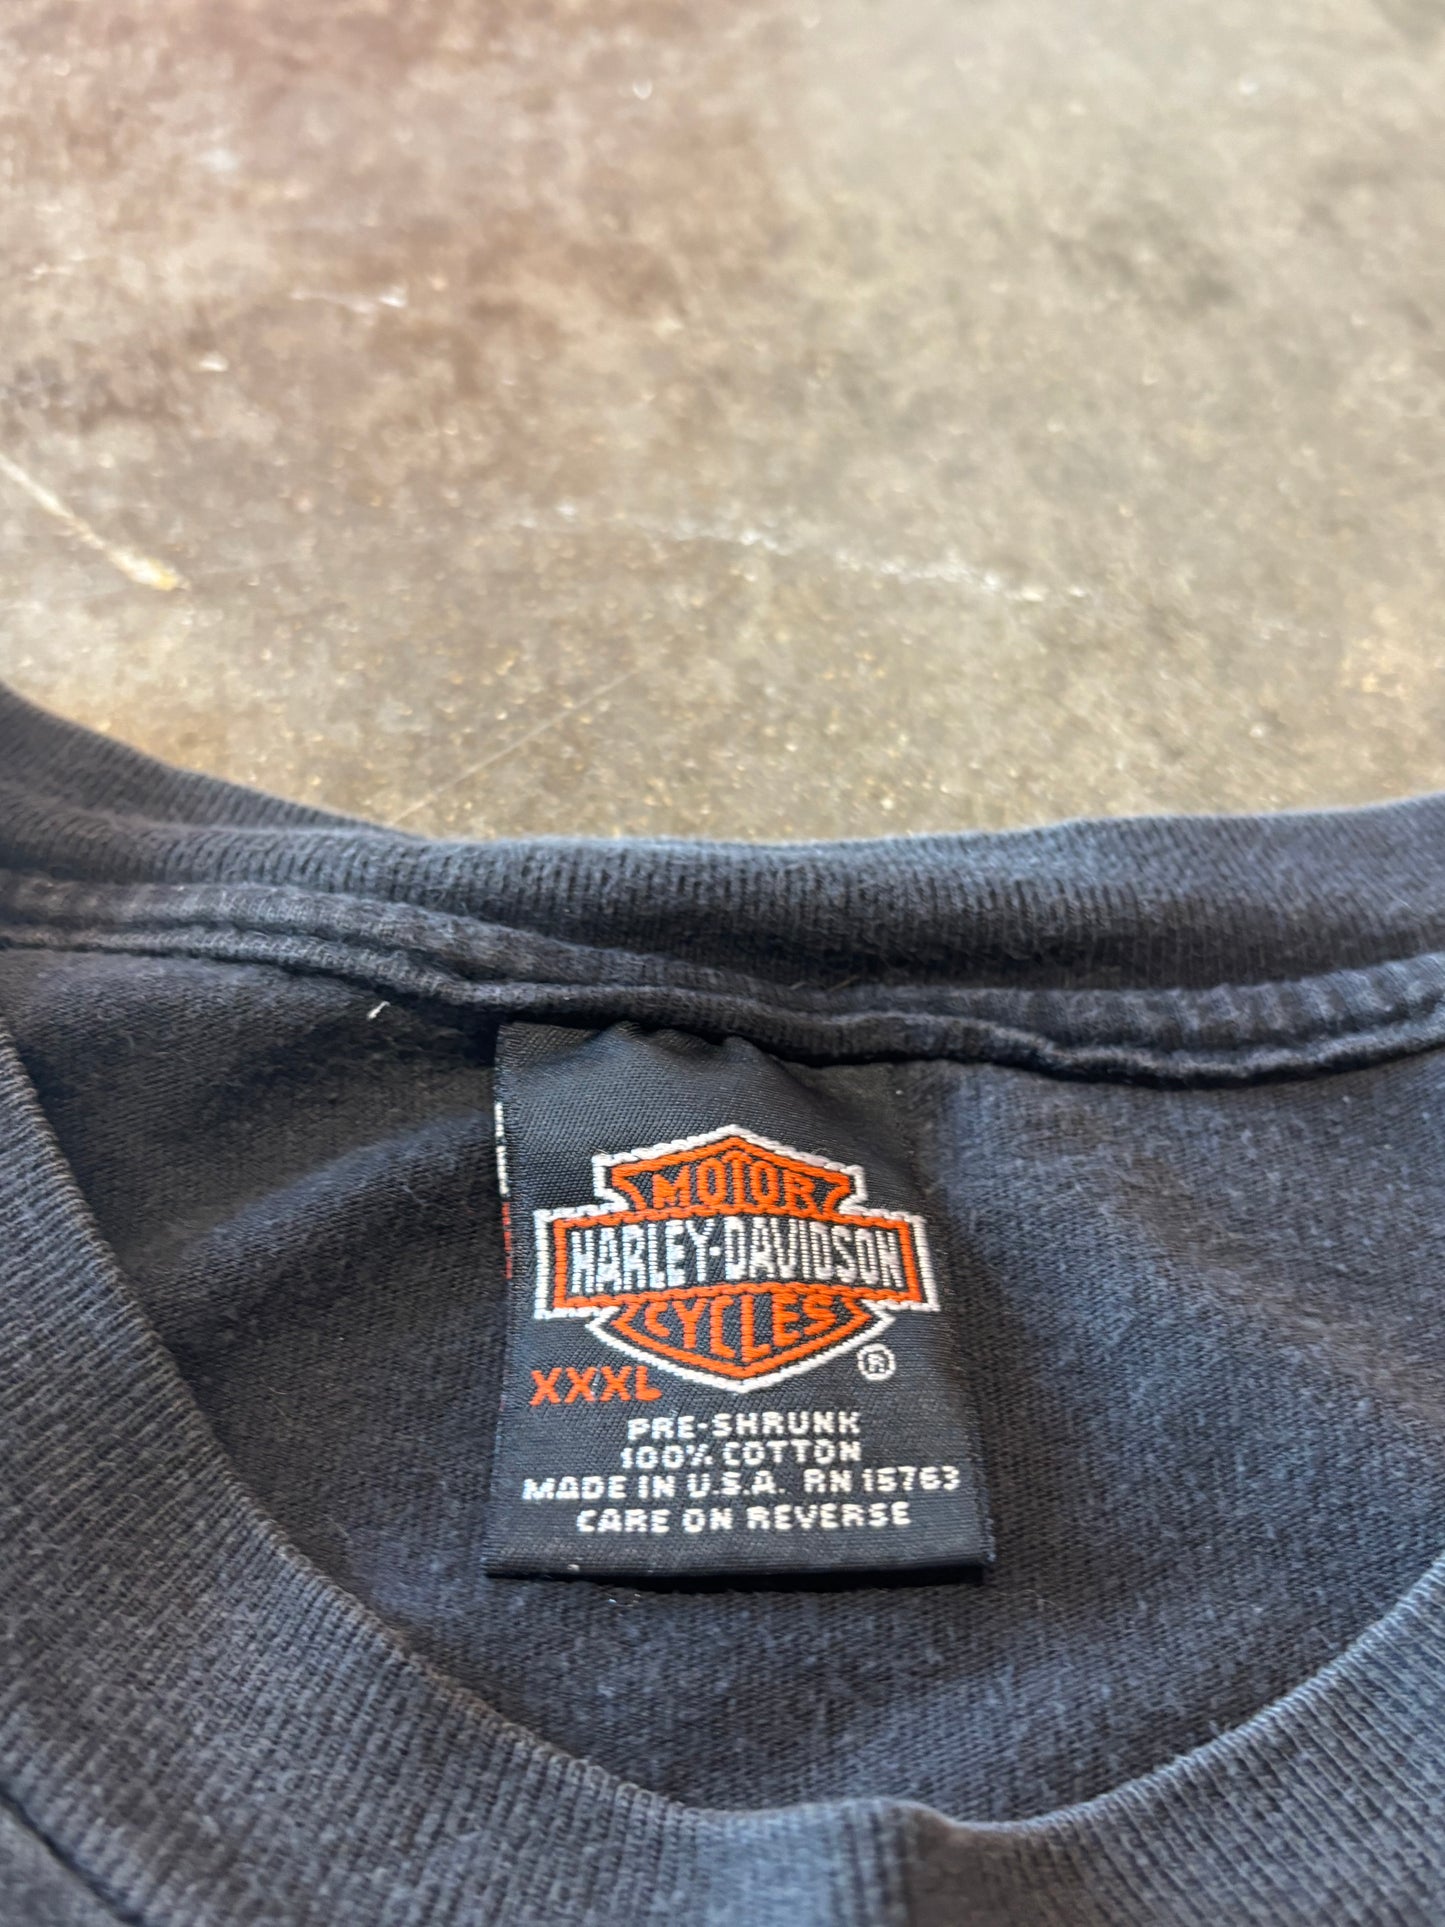 MOTOR
HARLEY-DAVIDSON
CYCLES
®
XXXL
PRE-SHRUNK
100% COTTON
MADE IN U.S.A. RN 15763
CARE ON REVERSE